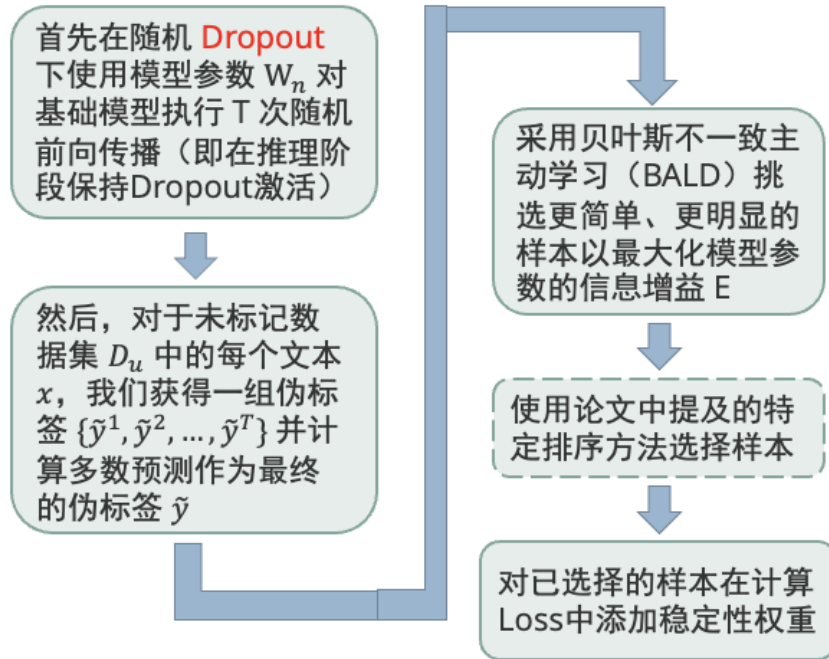 首先在随机 Dropout
下使用模型参数 Wₙ 对
基础模型执行 T 次随机
前向传播（即在推理阶
段保持Dropout激活）
然后，对于未标记数
据集 Dᵤ 中的每个文本
x，我们获得一组伪标
签 {ỹ¹, ỹ², ..., ỹᵀ} 并计
算多数预测作为最终
的伪标签 ỹ
采用贝叶斯不一致主
动学习（BALD）挑
选更简单、更明显的
样本以最大化模型参
数的信息增益 E
使用论文中提及的特
定排序方法选择样本
对已选择的样本在计算
Loss中添加稳定性权重